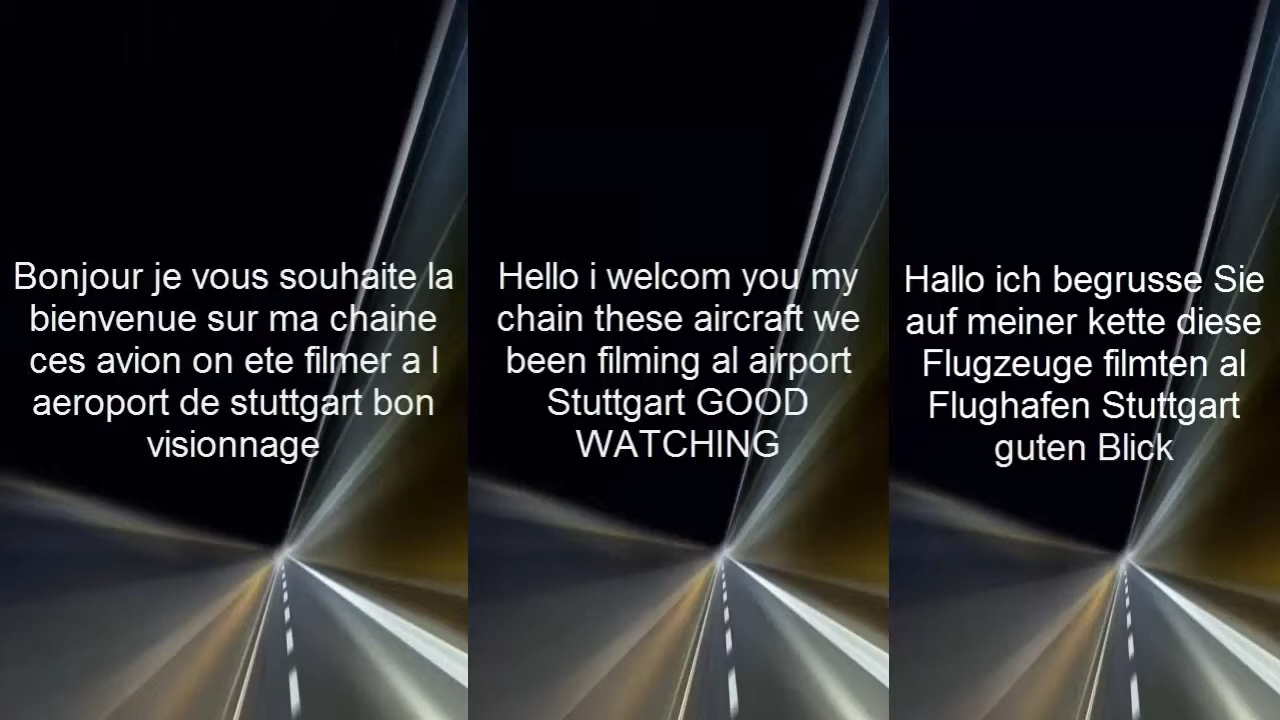 Bonjour je vous souhaite la
bienvenue sur ma chaine
ces avion on ete filmer a l
aeroport de stuttgart bon
visionnage
Hello i welcom you my
chain these aircraft we
been filming al airport
Stuttgart GOOD
WATCHING
Hallo ich begrusse Sie
auf meiner kette diese
Flugzeuge filmten al
Flughafen Stuttgart
guten Blick